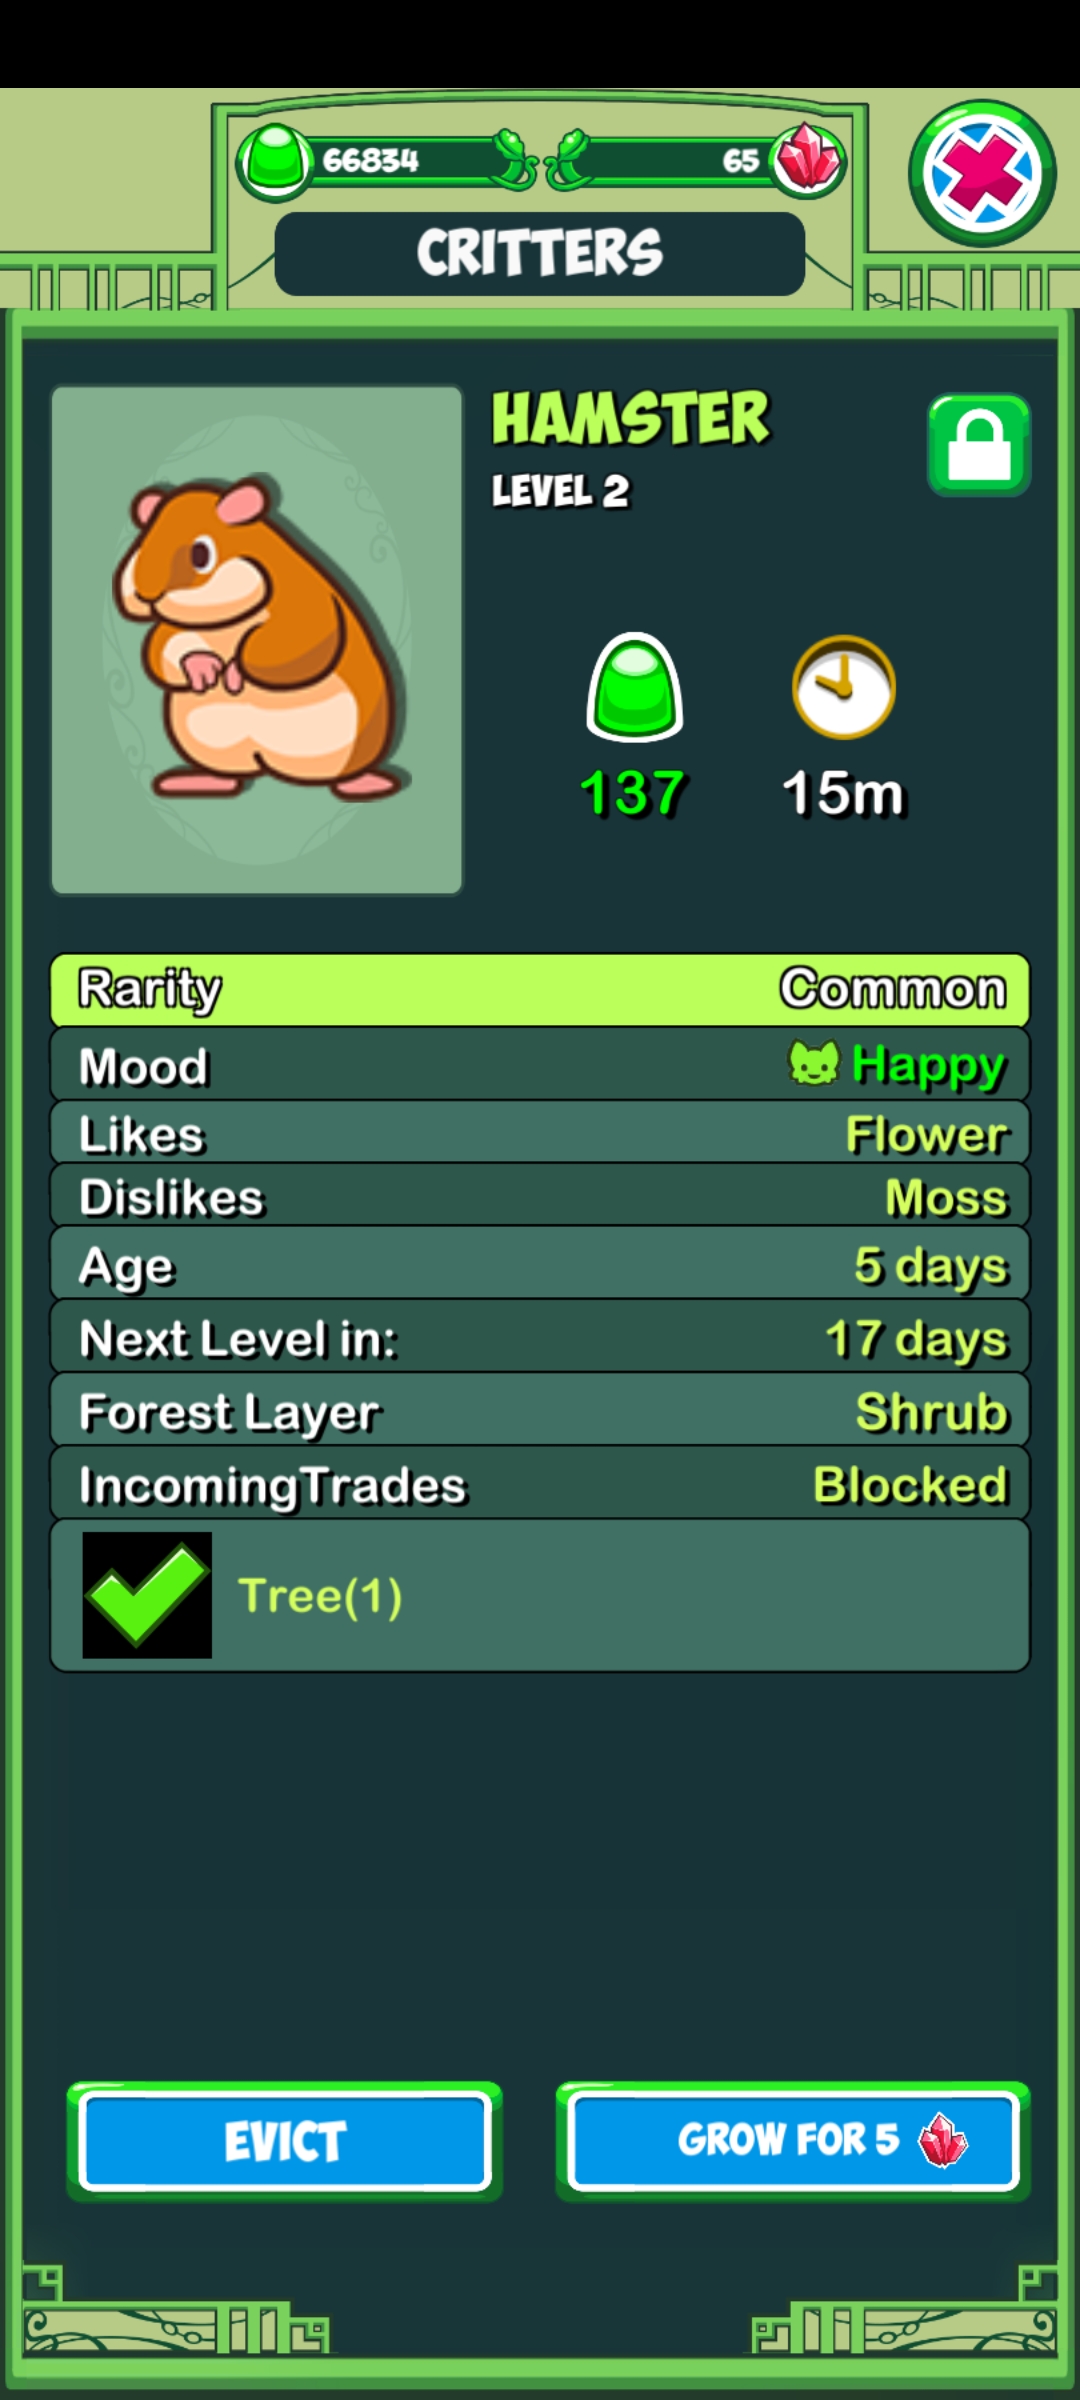 66834
65
CRITTERS
HAMSTER
LEVEL 2
137
15m
Rarity Common
Mood Happy
Likes Flower
Dislikes Moss
Age 5 days
Next Level in: 17 days
Forest Layer Shrub
IncomingTrades Blocked
Tree(1)
EVICT
GROW FOR 5